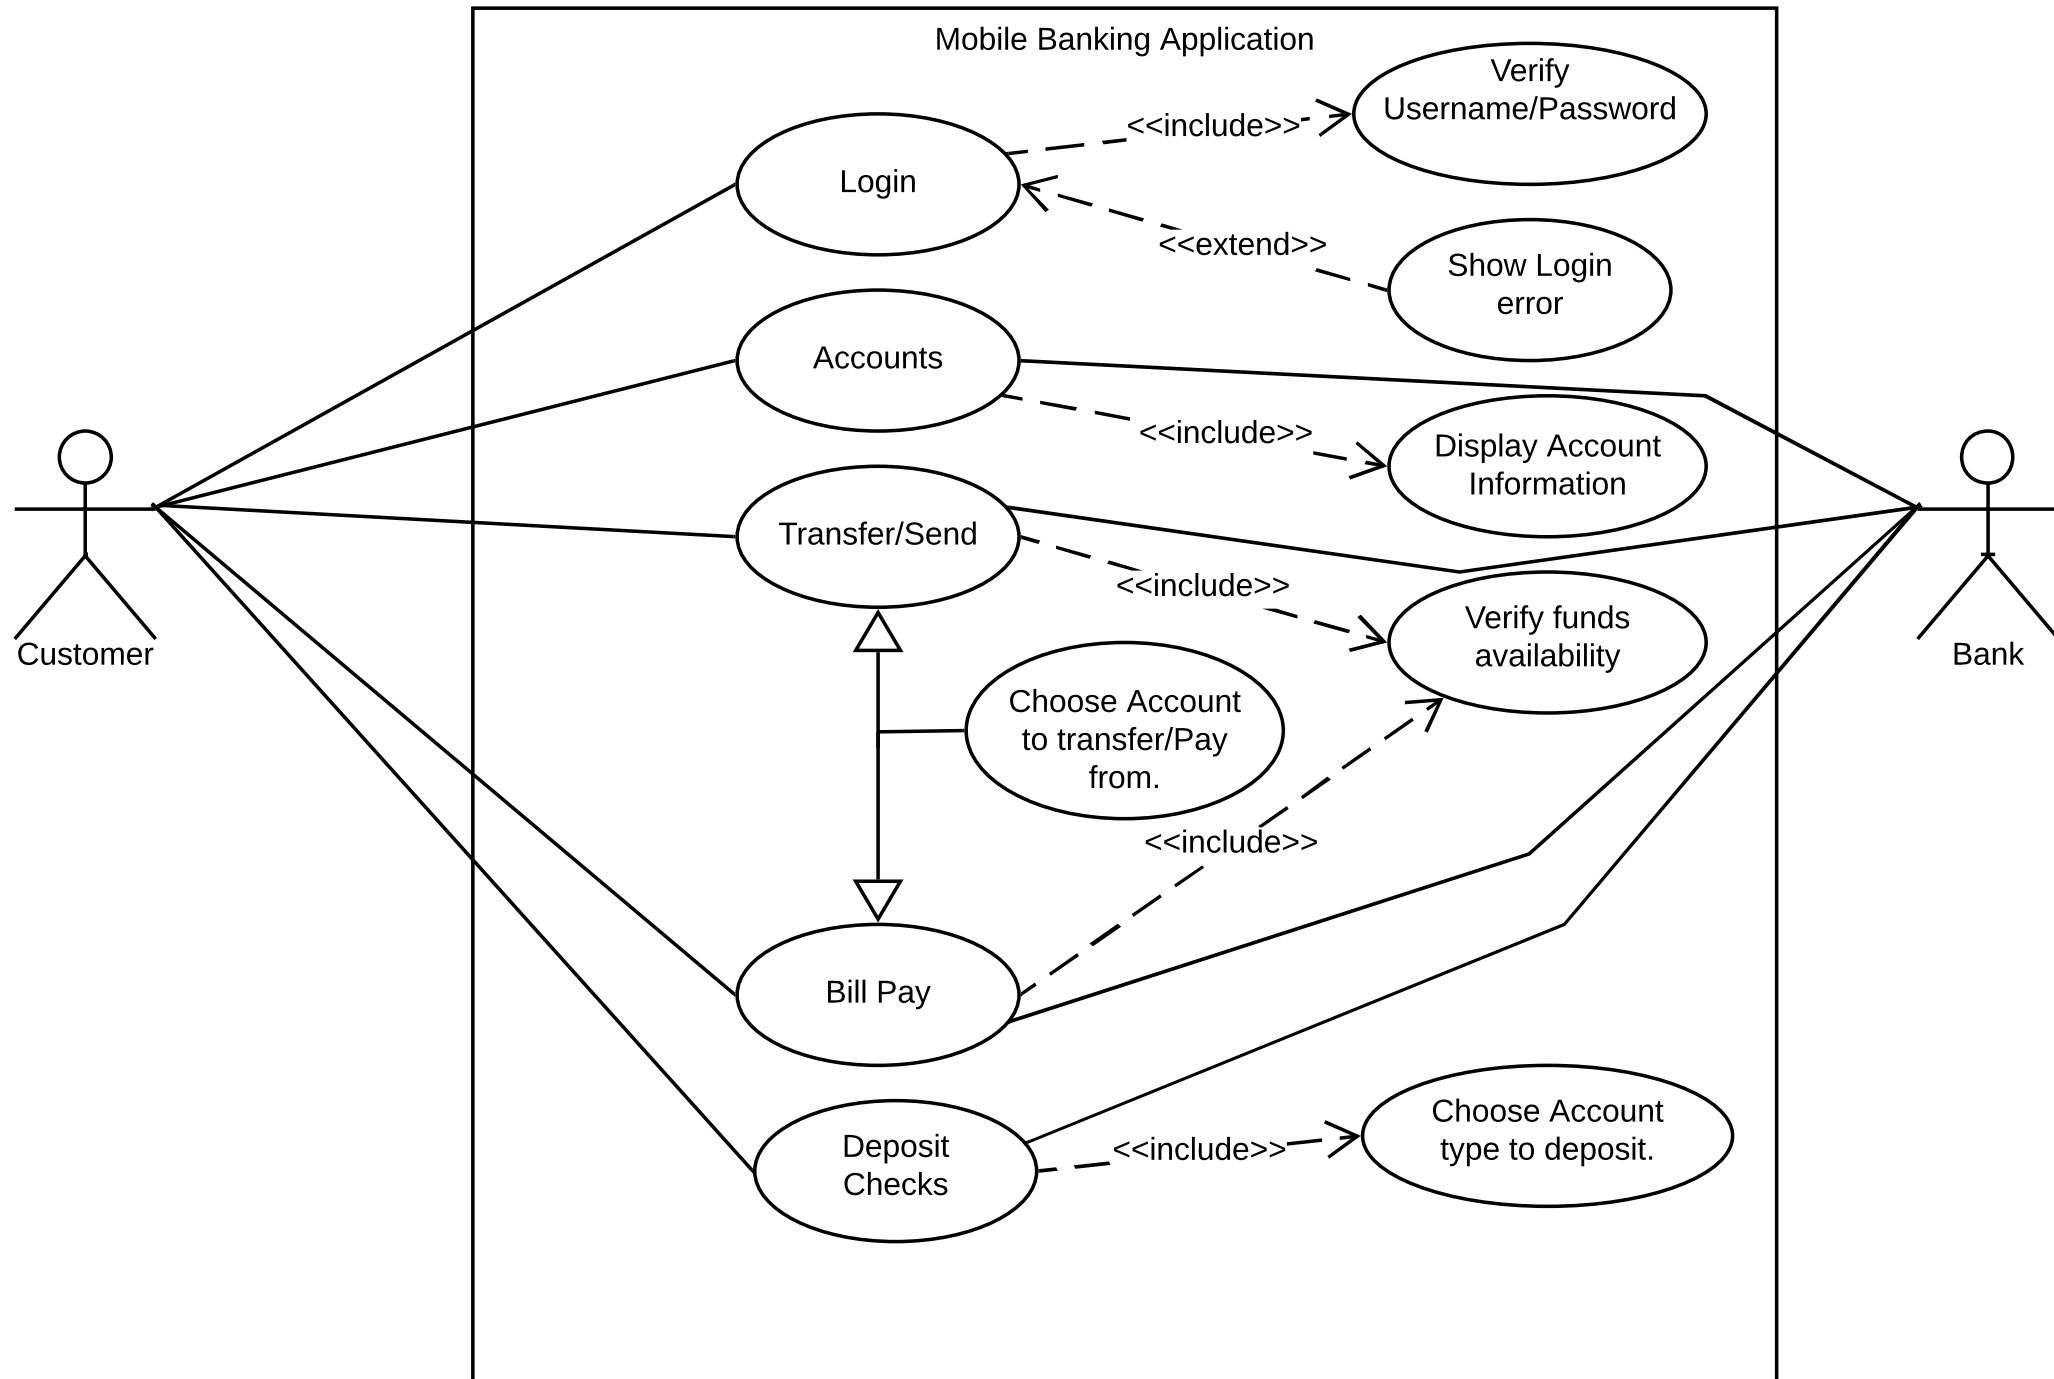 Mobile Banking Application
Verify
Username/Password
<<include>>
Login
<<extend>>
Show Login
error
Accounts
<<include>>
Display Account
Information
Transfer/Send
<<include>>
Verify funds
availability
Customer
Bank
Choose Account
to transfer/Pay
from.
<<include>>
Bill Pay
Deposit
Checks
<<include>>
Choose Account
type to deposit.